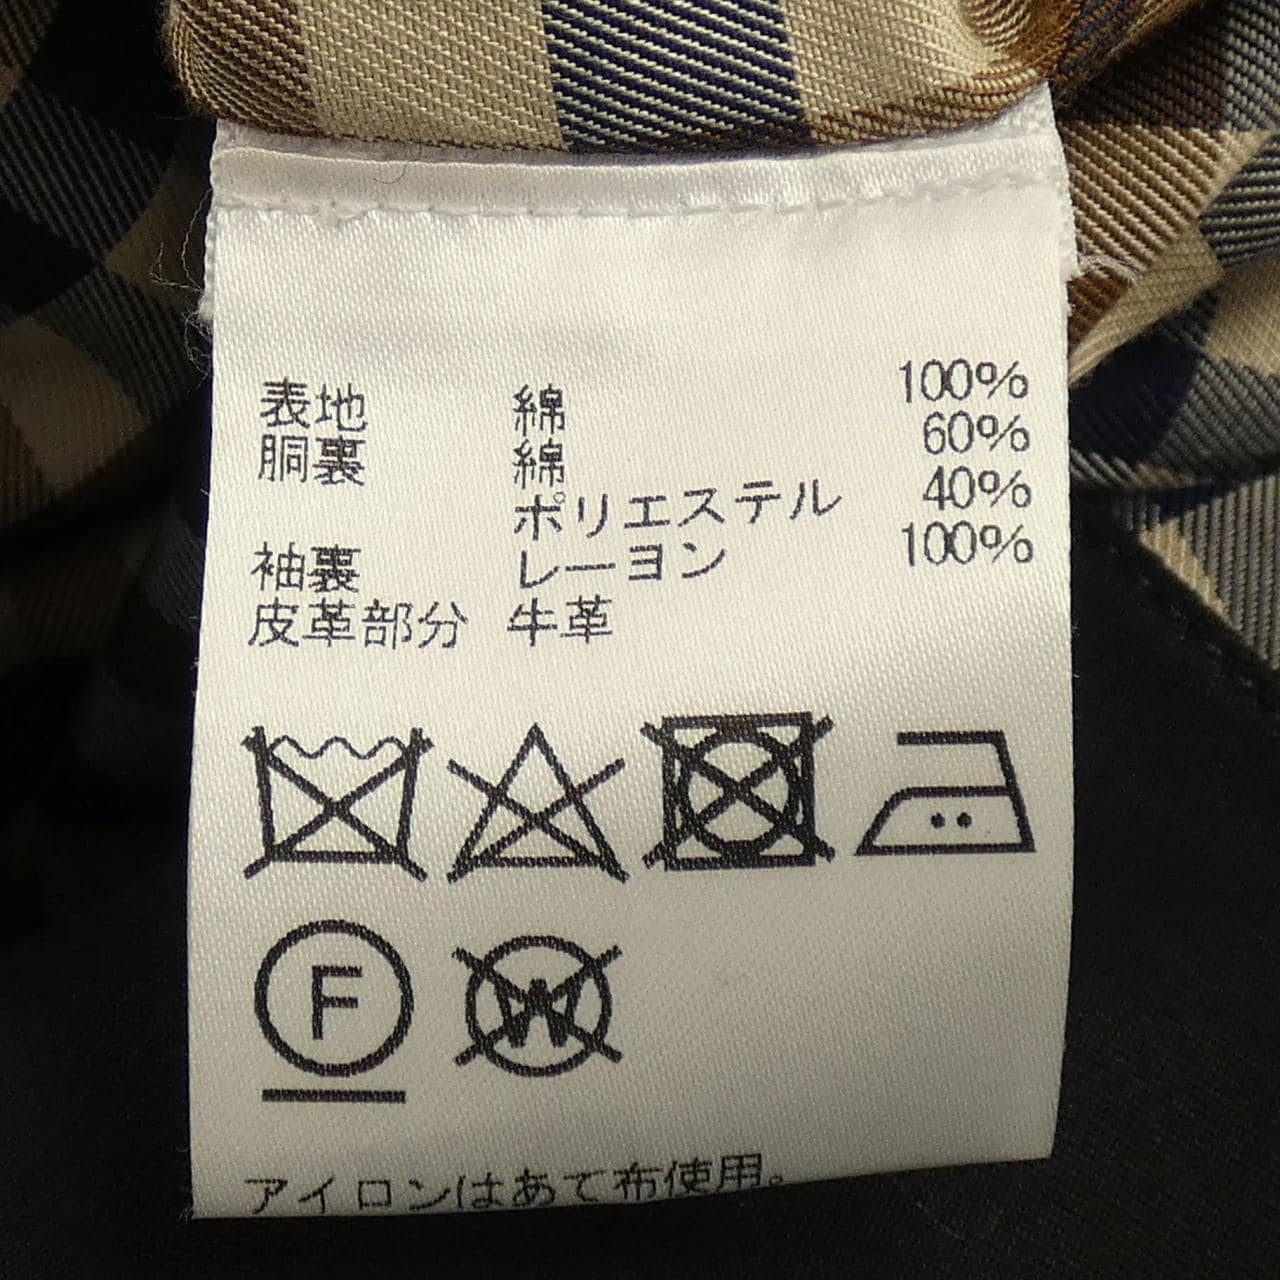 表地 綿 100%
胴裏 綿 60%
ポリエステル 40%
袖裏 レーヨン 100%
皮革部分 牛革
F W
アイロンはあて布使用。